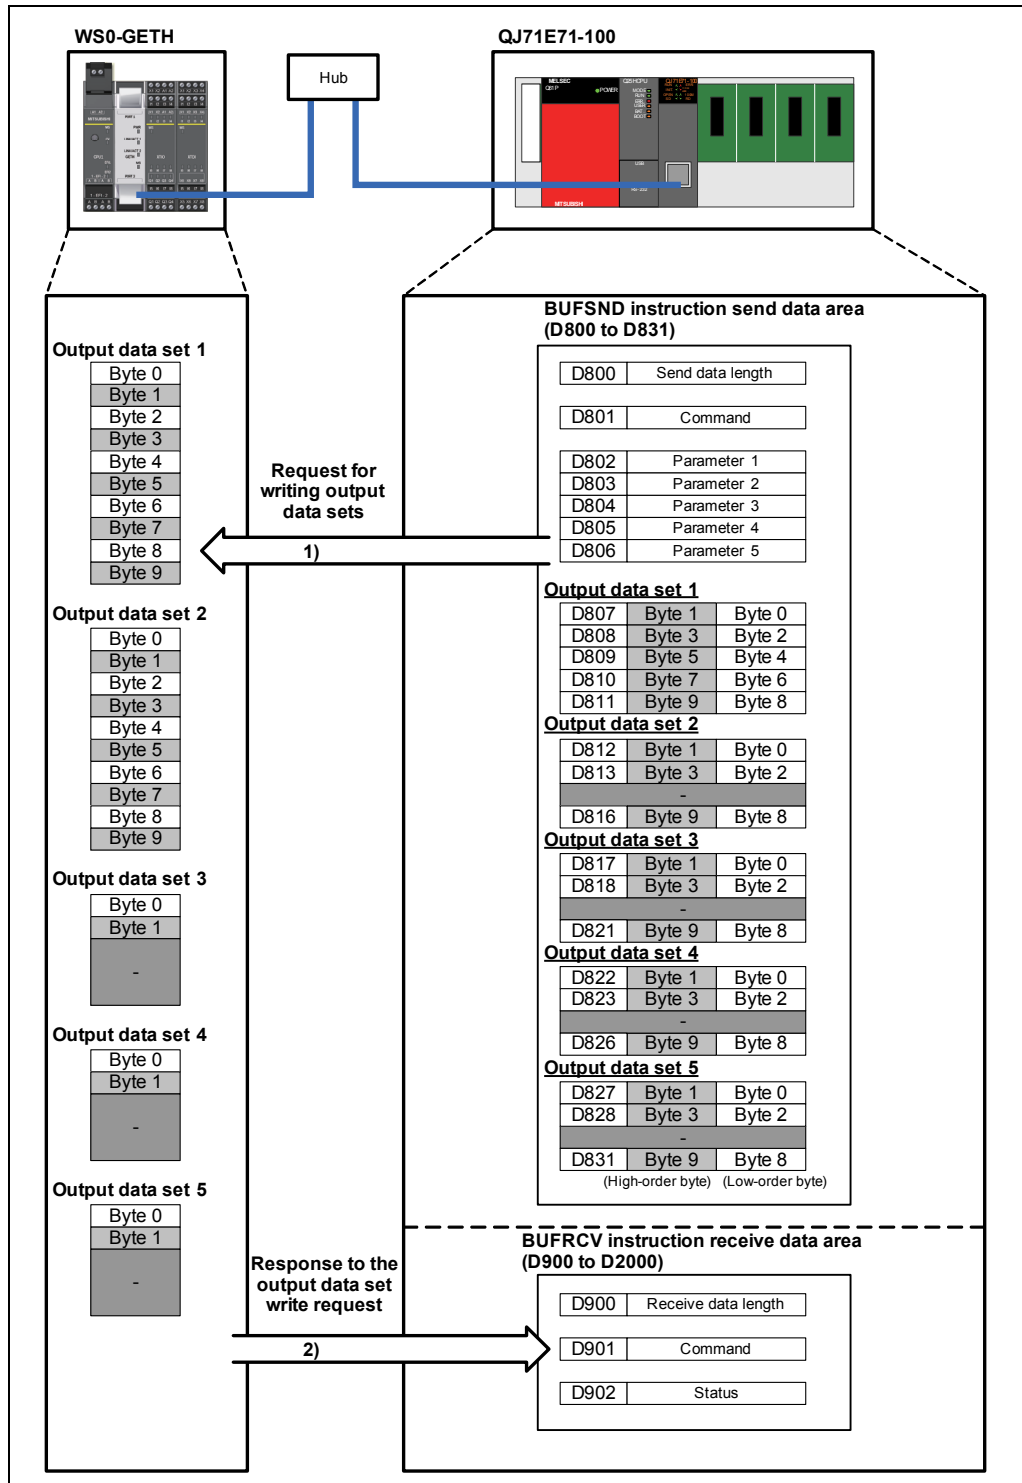 WS0-GETH
QJ71E71-100
Hub
MELSEC
Q61P
POWER
MITSUBISHI
USB
BUFSND instruction send data area
(D800 to D831)
D800 Send data length
D801 Command
D802 Parameter 1
D803 Parameter 2
D804 Parameter 3
D805 Parameter 4
D806 Parameter 5
Output data set 1
D807 Byte 1 Byte 0
D808 Byte 3 Byte 2
D809 Byte 5 Byte 4
D810 Byte 7 Byte 6
D811 Byte 9 Byte 8
Output data set 2
D812 Byte 1 Byte 0
D813 Byte 3 Byte 2
-
D816 Byte 9 Byte 8
Output data set 3
D817 Byte 1 Byte 0
D818 Byte 3 Byte 2
-
D821 Byte 9 Byte 8
Output data set 4
D822 Byte 1 Byte 0
D823 Byte 3 Byte 2
-
D826 Byte 9 Byte 8
Output data set 5
D827 Byte 1 Byte 0
D828 Byte 3 Byte 2
-
D831 Byte 9 Byte 8
(High-order byte) (Low-order byte)
Output data set 1
Byte 0
Byte 1
Byte 2
Byte 3
Byte 4
Byte 5
Byte 6
Byte 7
Byte 8
Byte 9
Output data set 2
Byte 0
Byte 1
Byte 2
Byte 3
Byte 4
Byte 5
Byte 6
Byte 7
Byte 8
Byte 9
Output data set 3
Byte 0
Byte 1
-
Output data set 4
Byte 0
Byte 1
-
Output data set 5
Byte 0
Byte 1
-
Request for
writing output
data sets
1)
Response to the
output data set
write request
2)
BUFRCV instruction receive data area
(D900 to D2000)
D900 Receive data length
D901 Command
D902 Status